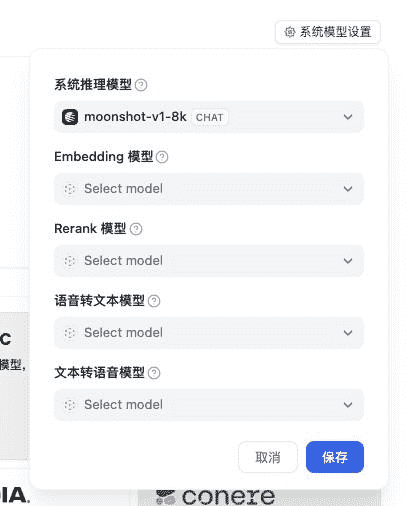 系统模型设置
系统推理模型
moonshot-v1-8k CHAT
Embedding 模型
Select model
Rerank 模型
Select model
语音转文本模型
Select model
文本转语音模型
Select model
C
模型,
取消 保存
DIA.
cohere